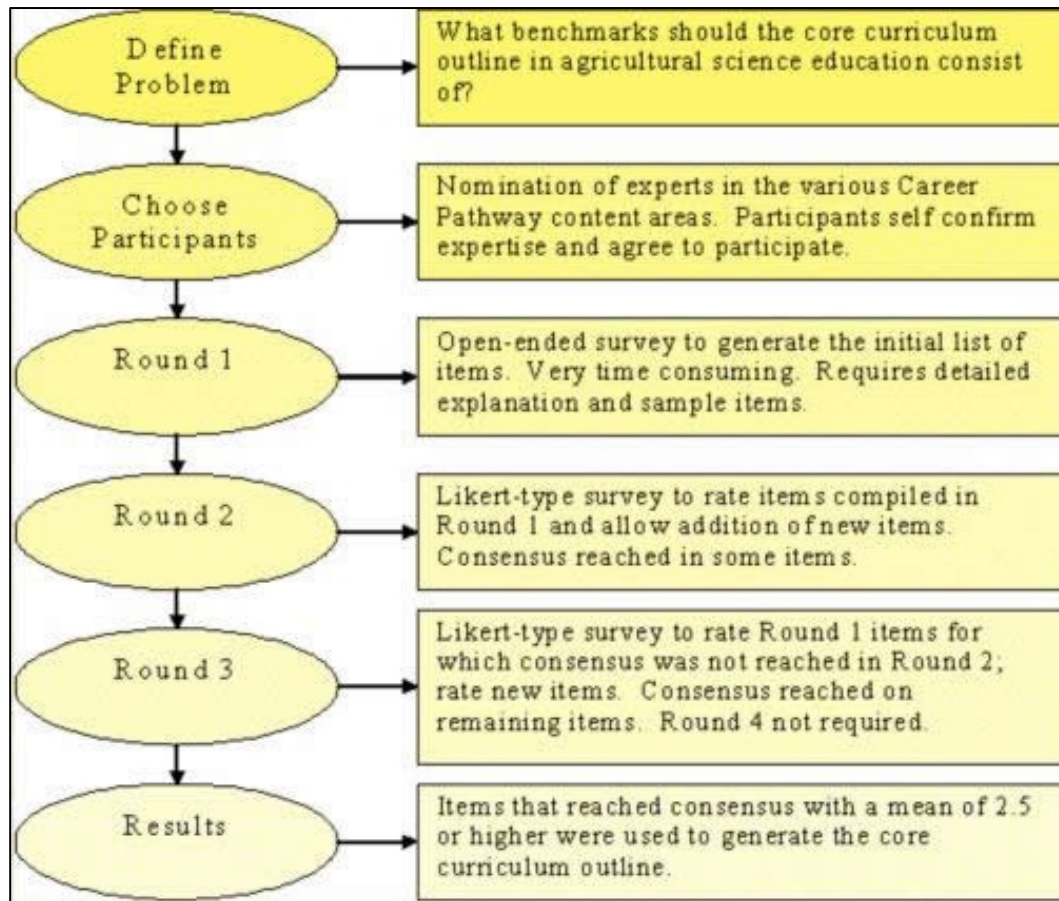 Define
Problem
What benchmarks should the core curriculum
outline in agricultural science education consist
of?
Choose
Participants
Nomination of experts in the various Career
Pathway content areas. Participants self confirm
expertise and agree to participate.
Round 1
Open-ended survey to generate the initial list of
items. Very time consuming. Requires detailed
explanation and sample items.
Round 2
Likert-type survey to rate items compiled in
Round 1 and allow addition of new items.
Consensus reached in some items.
Round 3
Likert-type survey to rate Round 1 items for
which consensus was not reached in Round 2;
rate new items. Consensus reached on
remaining items. Round 4 not required.
Results
Items that reached consensus with a mean of 2.5
or higher were used to generate the core
curriculum outline.